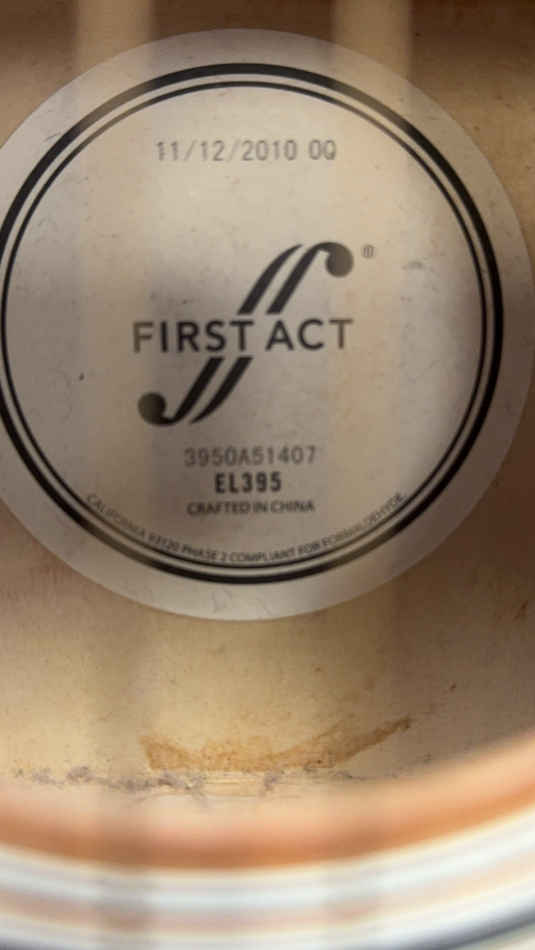 11/12/2010 0Q
FIRST ACT®
3950A51407
EL395
CRAFTED IN CHINA
CALIFORNIA 93120 PHASE 2 COMPLIANT FOR FORMALDEHYDE